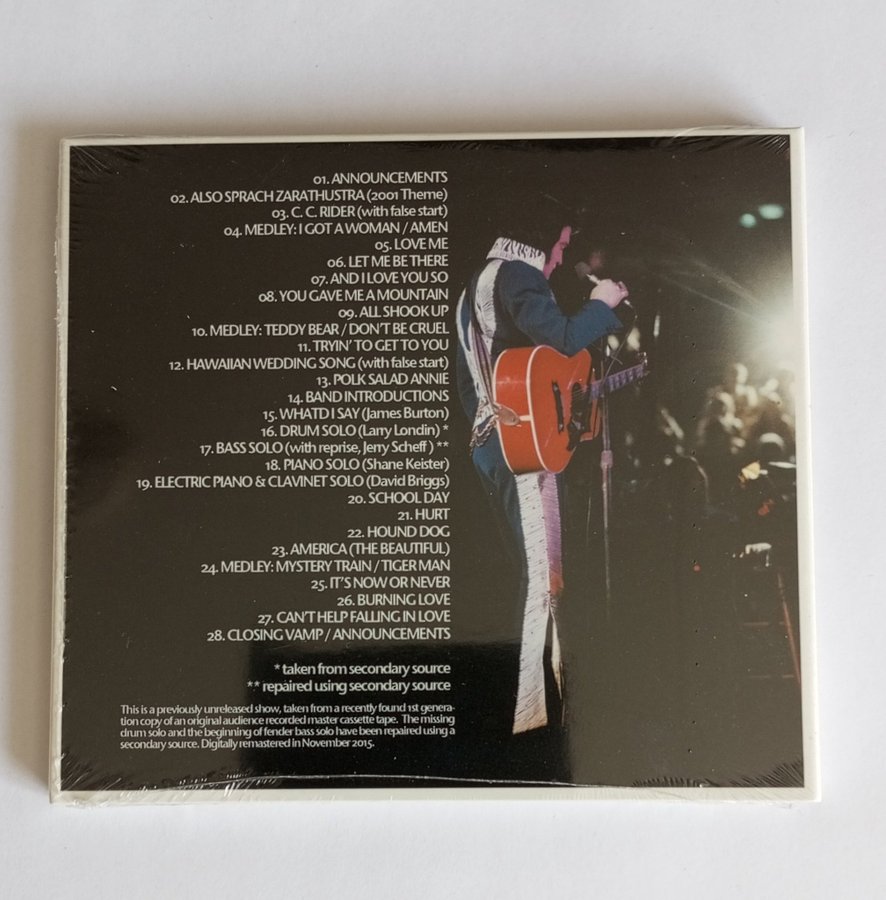 01. ANNOUNCEMENTS
02. ALSO SPRACH ZARATHUSTRA (2001 Theme)
03. C. C. RIDER (with false start)
04. MEDLEY: I GOT A WOMAN / AMEN
05. LOVE ME
06. LET ME BE THERE
07. AND I LOVE YOU SO
08. YOU GAVE ME A MOUNTAIN
09. ALL SHOOK UP
10. MEDLEY: TEDDY BEAR / DON'T BE CRUEL
11. TRYIN' TO GET TO YOU
12. HAWAIIAN WEDDING SONG (with false start)
13. POLK SALAD ANNIE
14. BAND INTRODUCTIONS
15. WHAT'D I SAY (James Burton)
16. DRUM SOLO (Larry Londin) *
17. BASS SOLO (with reprise, Jerry Scheff ) **
18. PIANO SOLO (Shane Keister)
19. ELECTRIC PIANO & CLAVINET SOLO (David Briggs)
20. SCHOOL DAY
21. HURT
22. HOUND DOG
23. AMERICA (THE BEAUTIFUL)
24. MEDLEY: MYSTERY TRAIN / TIGER MAN
25. IT'S NOW OR NEVER
26. BURNING LOVE
27. CAN'T HELP FALLING IN LOVE
28. CLOSING VAMP / ANNOUNCEMENTS
* taken from secondary source
** repaired using secondary source
This is a previously unreleased show, taken from a recently found 1st genera-
tion copy of an original audience recorded master cassette tape. The missing
drum solo and the beginning of fender bass solo have been repaired using a
secondary source. Digitally remastered in November 2015.